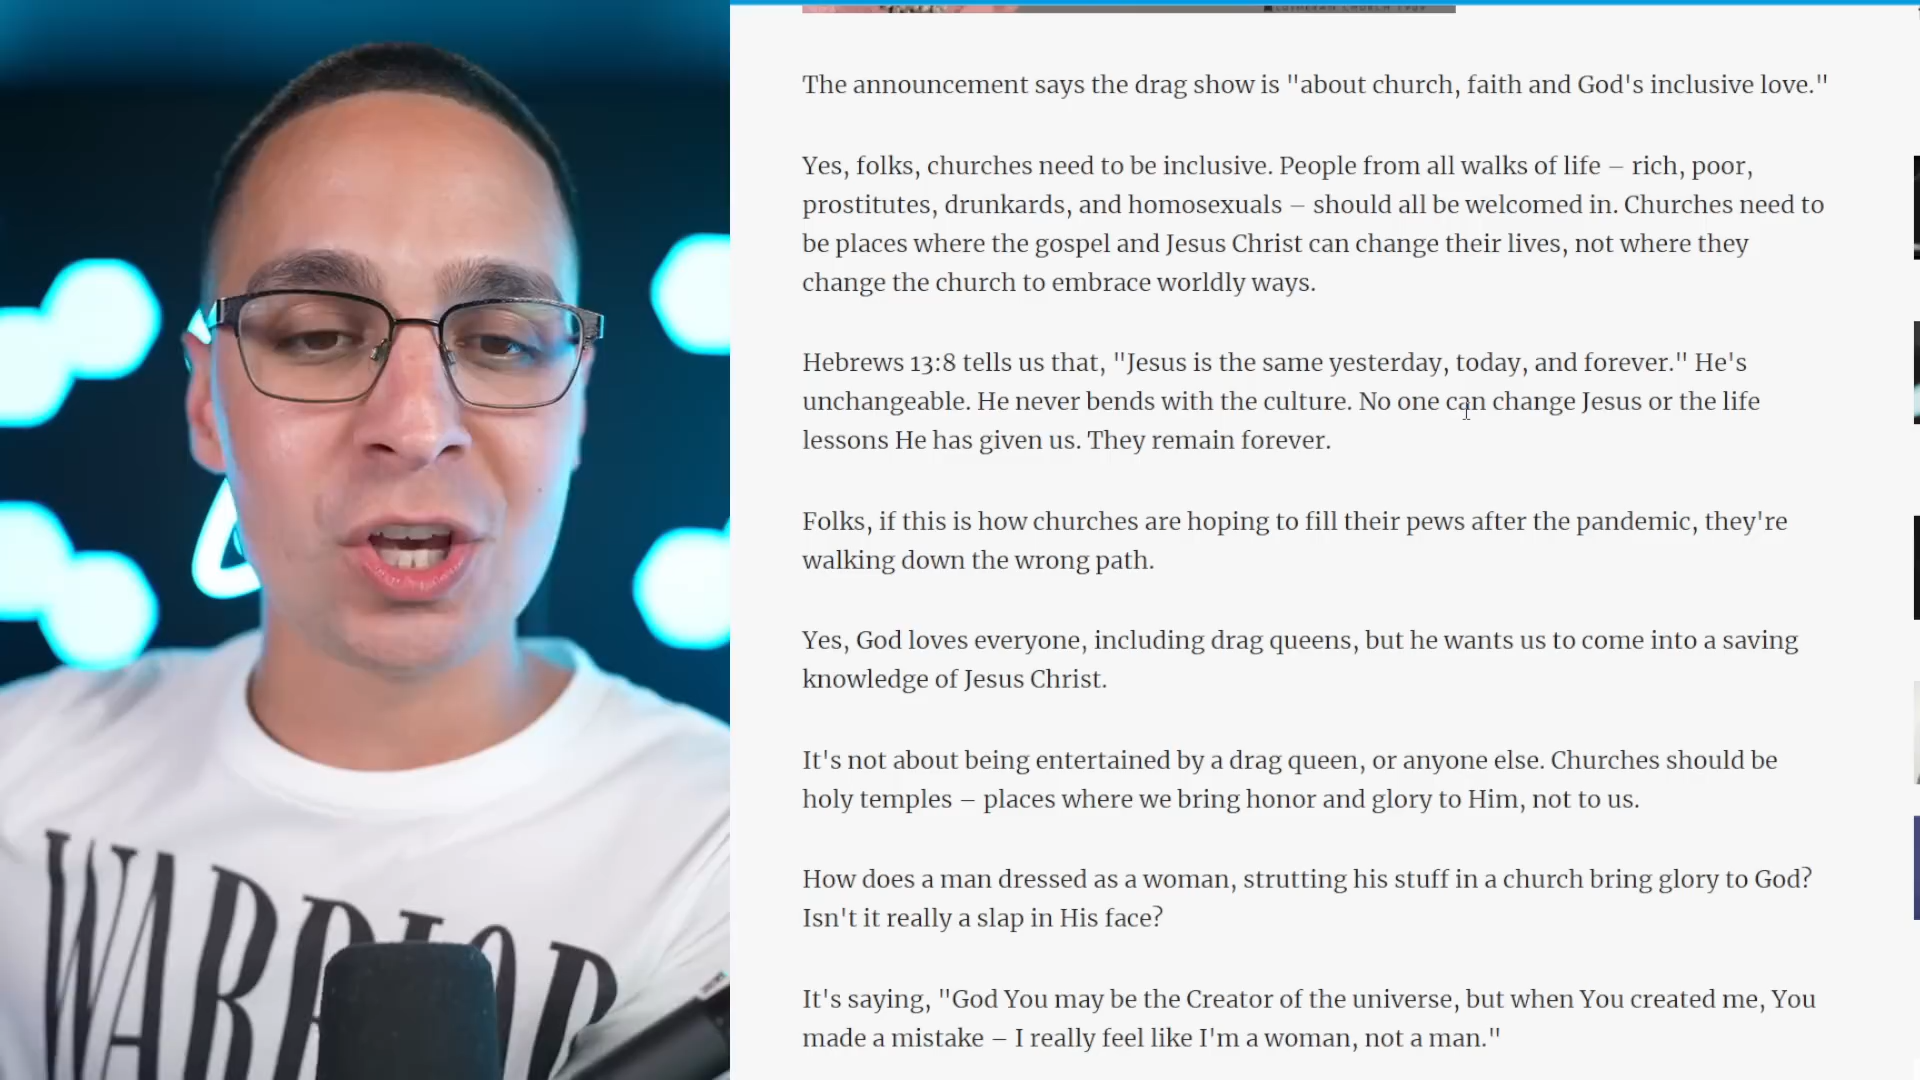 LUTHERAN CHURCH
The announcement says the drag show is "about church, faith and God's inclusive love."
Yes, folks, churches need to be inclusive. People from all walks of life – rich, poor,
prostitutes, drunkards, and homosexuals – should all be welcomed in. Churches need to
be places where the gospel and Jesus Christ can change their lives, not where they
change the church to embrace worldly ways.
Hebrews 13:8 tells us that, "Jesus is the same yesterday, today, and forever." He's
unchangeable. He never bends with the culture. No one can change Jesus or the life
lessons He has given us. They remain forever.
Folks, if this is how churches are hoping to fill their pews after the pandemic, they're
walking down the wrong path.
Yes, God loves everyone, including drag queens, but he wants us to come into a saving
knowledge of Jesus Christ.
It's not about being entertained by a drag queen, or anyone else. Churches should be
holy temples – places where we bring honor and glory to Him, not to us.
How does a man dressed as a woman, strutting his stuff in a church bring glory to God?
Isn't it really a slap in His face?
It's saying, "God You may be the Creator of the universe, but when You created me, You
made a mistake – I really feel like I'm a woman, not a man."
WARRIOR